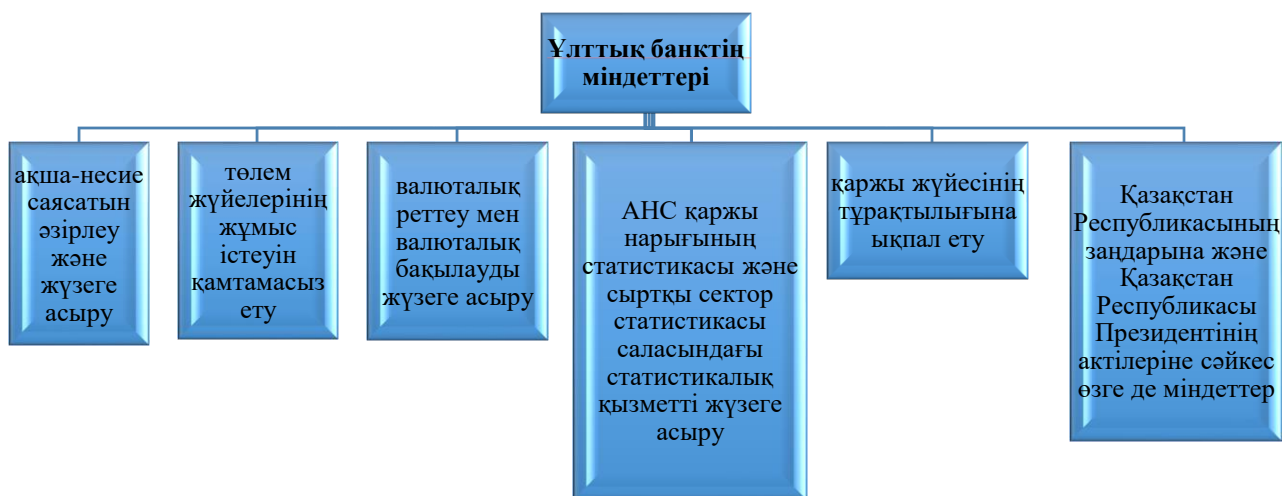 Ұлттық банктің
міндеттері
ақша-несие
саясатын
әзірлеу
және
жүзеге
асыру
төлем
жүйелерінің
жұмыс
істеуін
қамтамасыз
ету
валуталық
реттеу мен
валуталық
бақылауды
жүзеге асыру
АНС қаржы
нарығының
статистикасы және
сыртқы сектор
статистикасы
саласындағы
статистикалық
қызметті жүзеге
асыру
қаржы жүйесінің
тұрақтылығына
ықпал ету
Қазақстан
Республикасының
заңдарына және
Қазақстан
Республикасы
Президентінің
актілеріне сәйкес
өзге де міндеттер